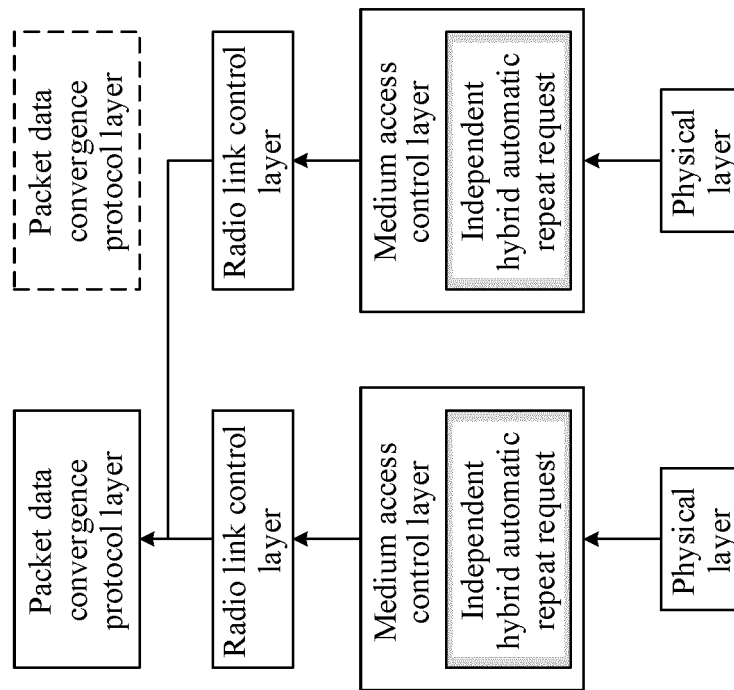 Packet data
convergence
protocol layer
Radio link control
layer
Medium access
control layer
Independent
hybrid automatic
repeat request
Physical
layer
Packet data
convergence
protocol layer
Radio link control
layer
Medium access
control layer
Independent
hybrid automatic
repeat request
Physical
layer